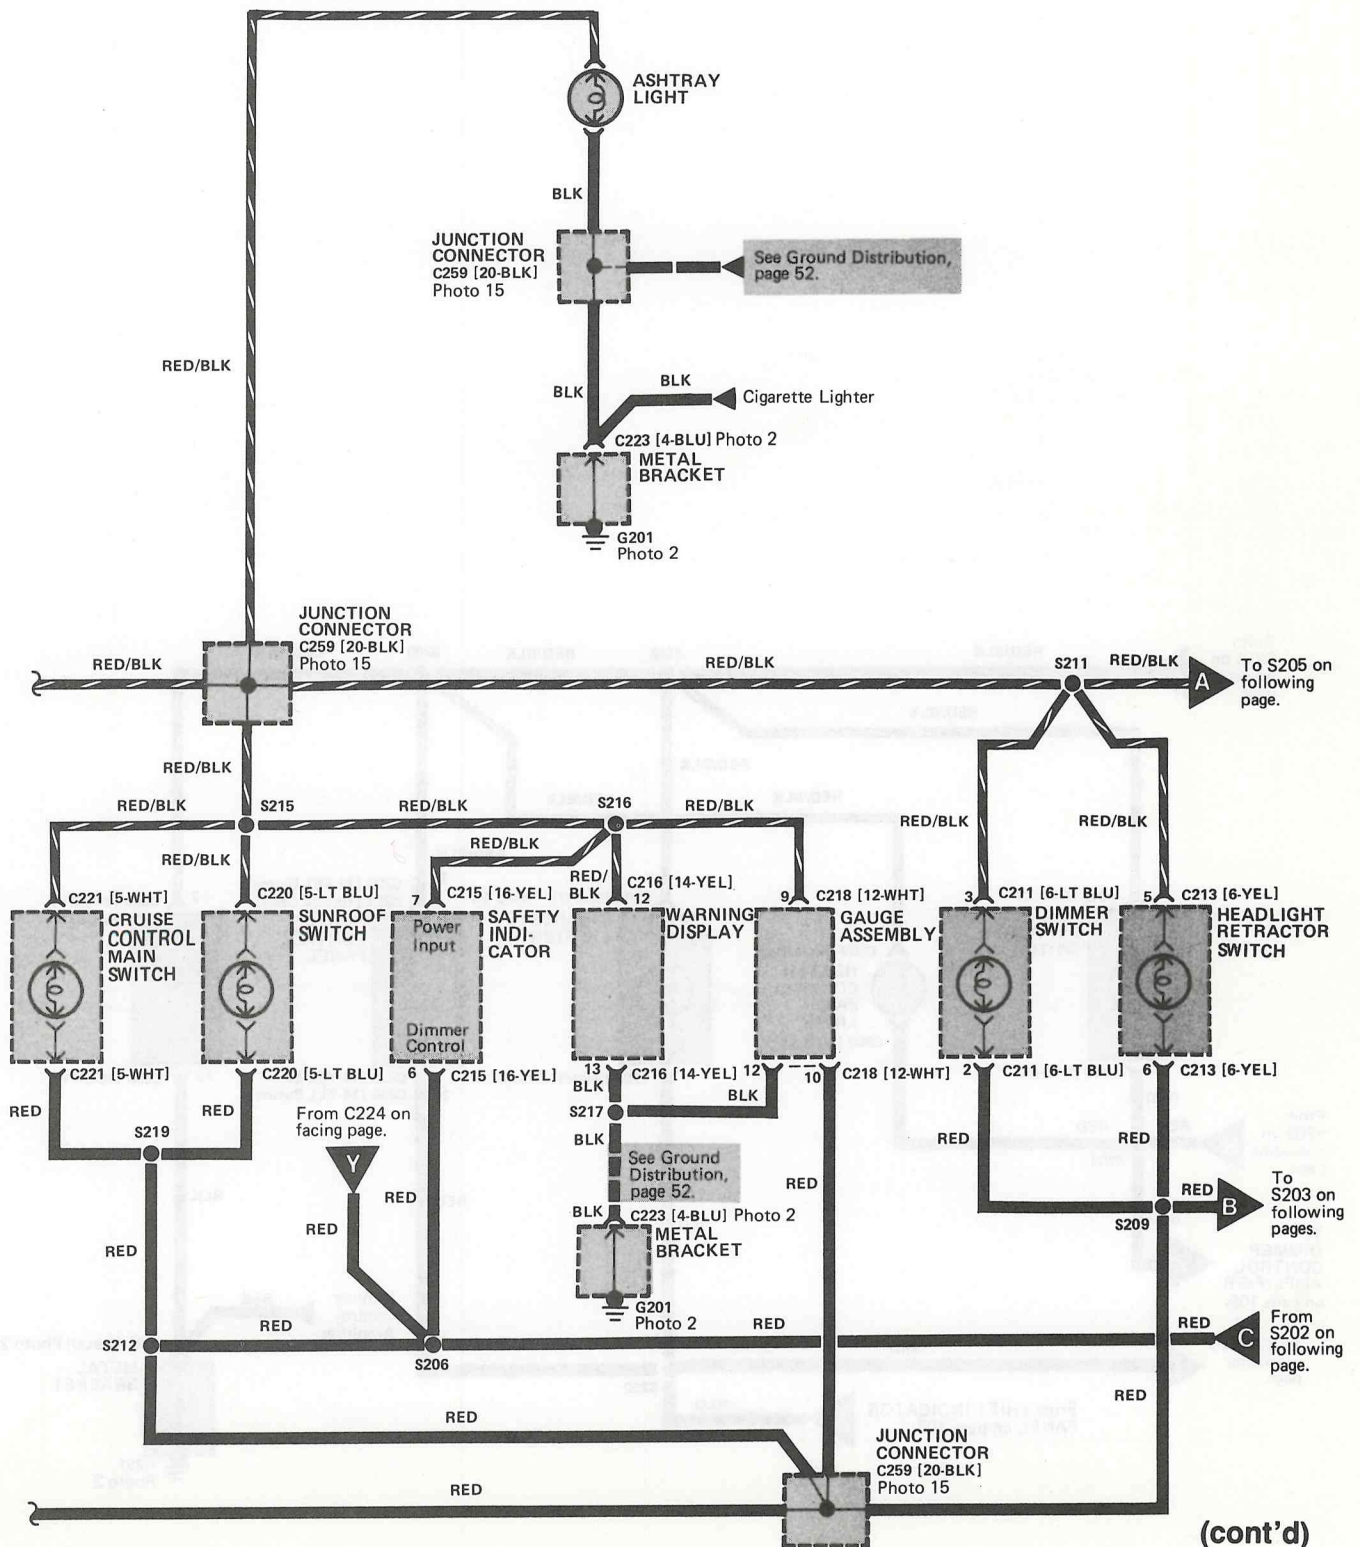 ASHTRAY
LIGHT
BLK
JUNCTION
CONNECTOR
C259 [20-BLK]
Photo 15
See Ground Distribution,
page 52.
RED/BLK
BLK
BLK
Cigarette Lighter
C223 [4-BLU] Photo 2
METAL
BRACKET
G201
Photo 2
JUNCTION
CONNECTOR
C259 [20-BLK]
Photo 15
RED/BLK
RED/BLK
S211
RED/BLK
A
To S205 on
following
page.
RED/BLK
RED/BLK
S215
RED/BLK
S216
RED/BLK
RED/BLK
RED/BLK
RED/BLK
RED/BLK
RED/
BLK
C221 [5-WHT]
C220 [5-LT BLU]
7
C215 [16-YEL]
C216 [14-YEL]
12
9
C218 [12-WHT]
3
C211 [6-LT BLU]
5
C213 [6-YEL]
CRUISE
CONTROL
MAIN
SWITCH
SUNROOF
SWITCH
Power
Input
Dimmer
Control
SAFETY
INDI-
CATOR
WARNING
DISPLAY
GAUGE
ASSEMBLY
DIMMER
SWITCH
HEADLIGHT
RETRACTOR
SWITCH
C221 [5-WHT]
C220 [5-LT BLU]
6
C215 [16-YEL]
13
C216 [14-YEL]
12
10
C218 [12-WHT]
2
C211 [6-LT BLU]
6
C213 [6-YEL]
RED
RED
From C224 on
facing page.
Y
BLK
S217
BLK
BLK
S219
See Ground
Distribution,
page 52.
RED
RED
RED
RED
RED
RED
B
To
S203 on
following
pages.
S209
BLK
C223 [4-BLU] Photo 2
METAL
BRACKET
G201
Photo 2
RED
S212
RED
S206
RED
RED
C
From
S202 on
following
page.
RED
RED
JUNCTION
CONNECTOR
C259 [20-BLK]
Photo 15
RED
(cont'd)